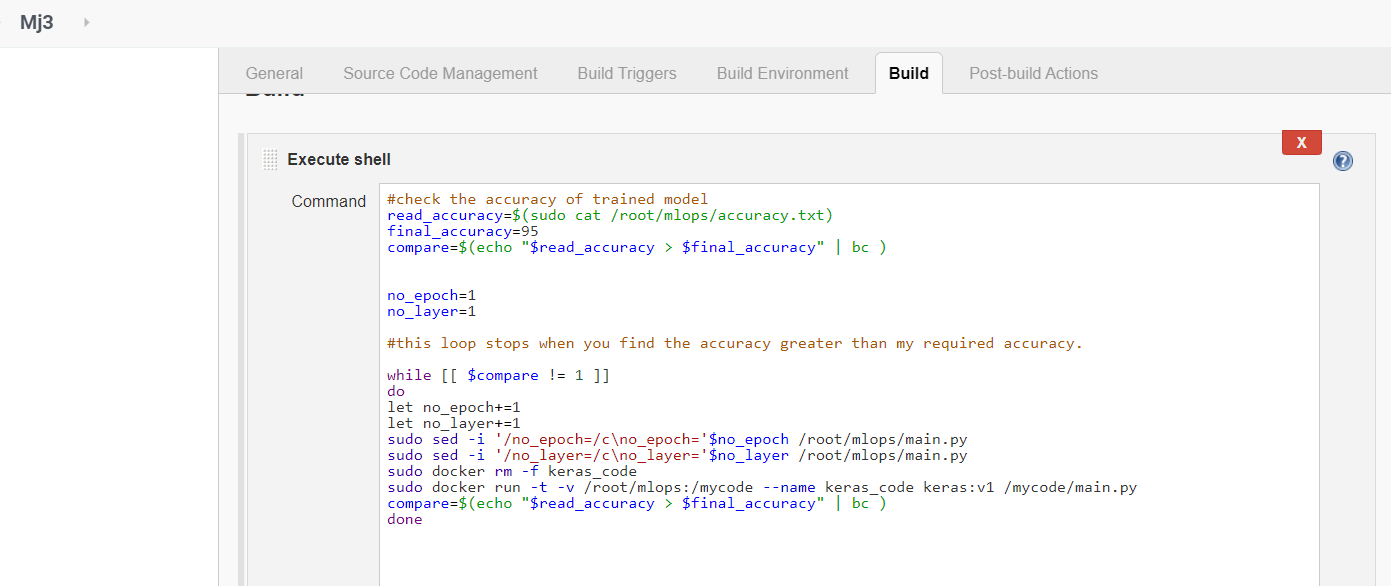 Mj3
General Source Code Management Build Triggers Build Environment Build Post-build Actions
Build
X
Execute shell
?
Command
#check the accuracy of trained model
read_accuracy=$(sudo cat /root/mlops/accuracy.txt)
final_accuracy=95
compare=$(echo "$read_accuracy > $final_accuracy" | bc )
no_epoch=1
no_layer=1
#this loop stops when you find the accuracy greater than my required accuracy.
while [[ $compare != 1 ]]
do
let no_epoch+=1
let no_layer+=1
sudo sed -i '/no_epoch=/c\no_epoch='$no_epoch /root/mlops/main.py
sudo sed -i '/no_layer=/c\no_layer='$no_layer /root/mlops/main.py
sudo docker rm -f keras_code
sudo docker run -t -v /root/mlops:/mycode --name keras_code keras:v1 /mycode/main.py
compare=$(echo "$read_accuracy > $final_accuracy" | bc )
done